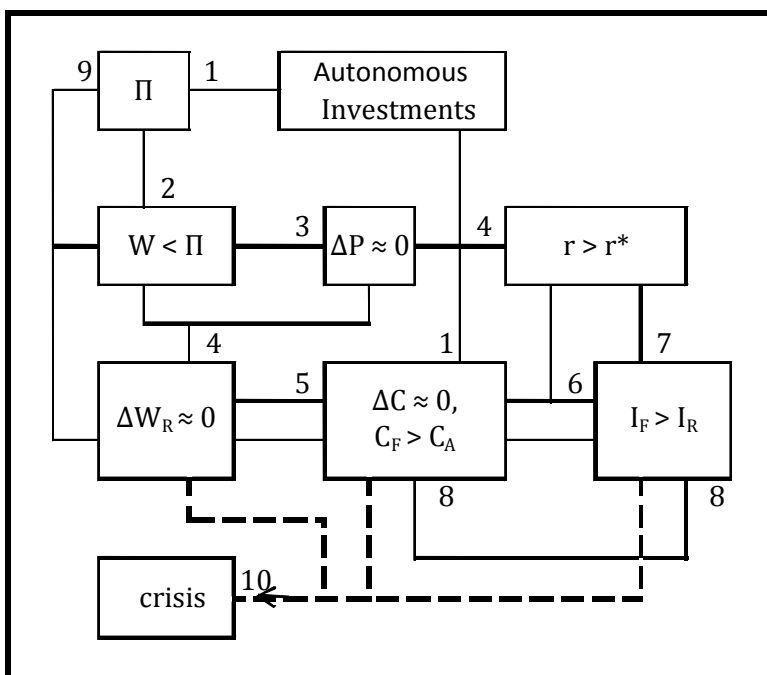 9
1
Autonomous
Investments
Π
2
W < Π
3
ΔP ≈ 0
4
r > r*
4
1
7
5
6
ΔW_R ≈ 0
ΔC ≈ 0,
C_F > C_A
I_F > I_R
8
8
10
crisis